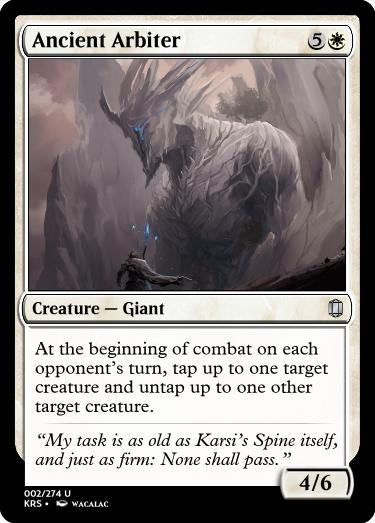 Ancient Arbiter 5
Creature — Giant
At the beginning of combat on each
opponent's turn, tap up to one target
creature and untap up to one other
target creature.
“My task is as old as Karsi's Spine itself,
and just as firm: None shall pass.”
4/6
002/274 U
KRS • WACALAC